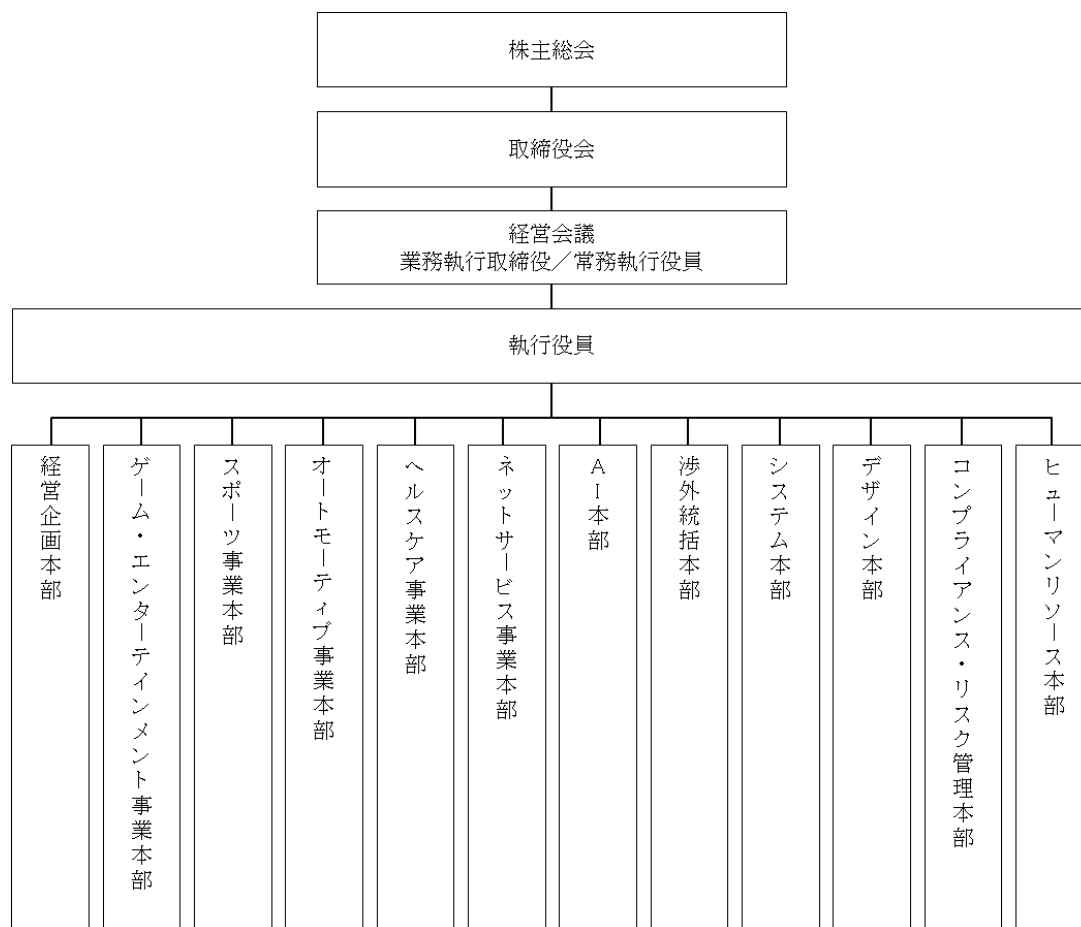 株主総会
取締役会
経営会議
業務執行取締役／常務執行役員
執行役員
経営企画本部
ゲーム・エンターテインメント事業本部
スポーツ事業本部
オートモーティブ事業本部
ヘルスケア事業本部
ネットサービス事業本部
ＡＩ本部
渉外統括本部
システム本部
デザイン本部
コンプライアンス・リスク管理本部
ヒューマンリソース本部